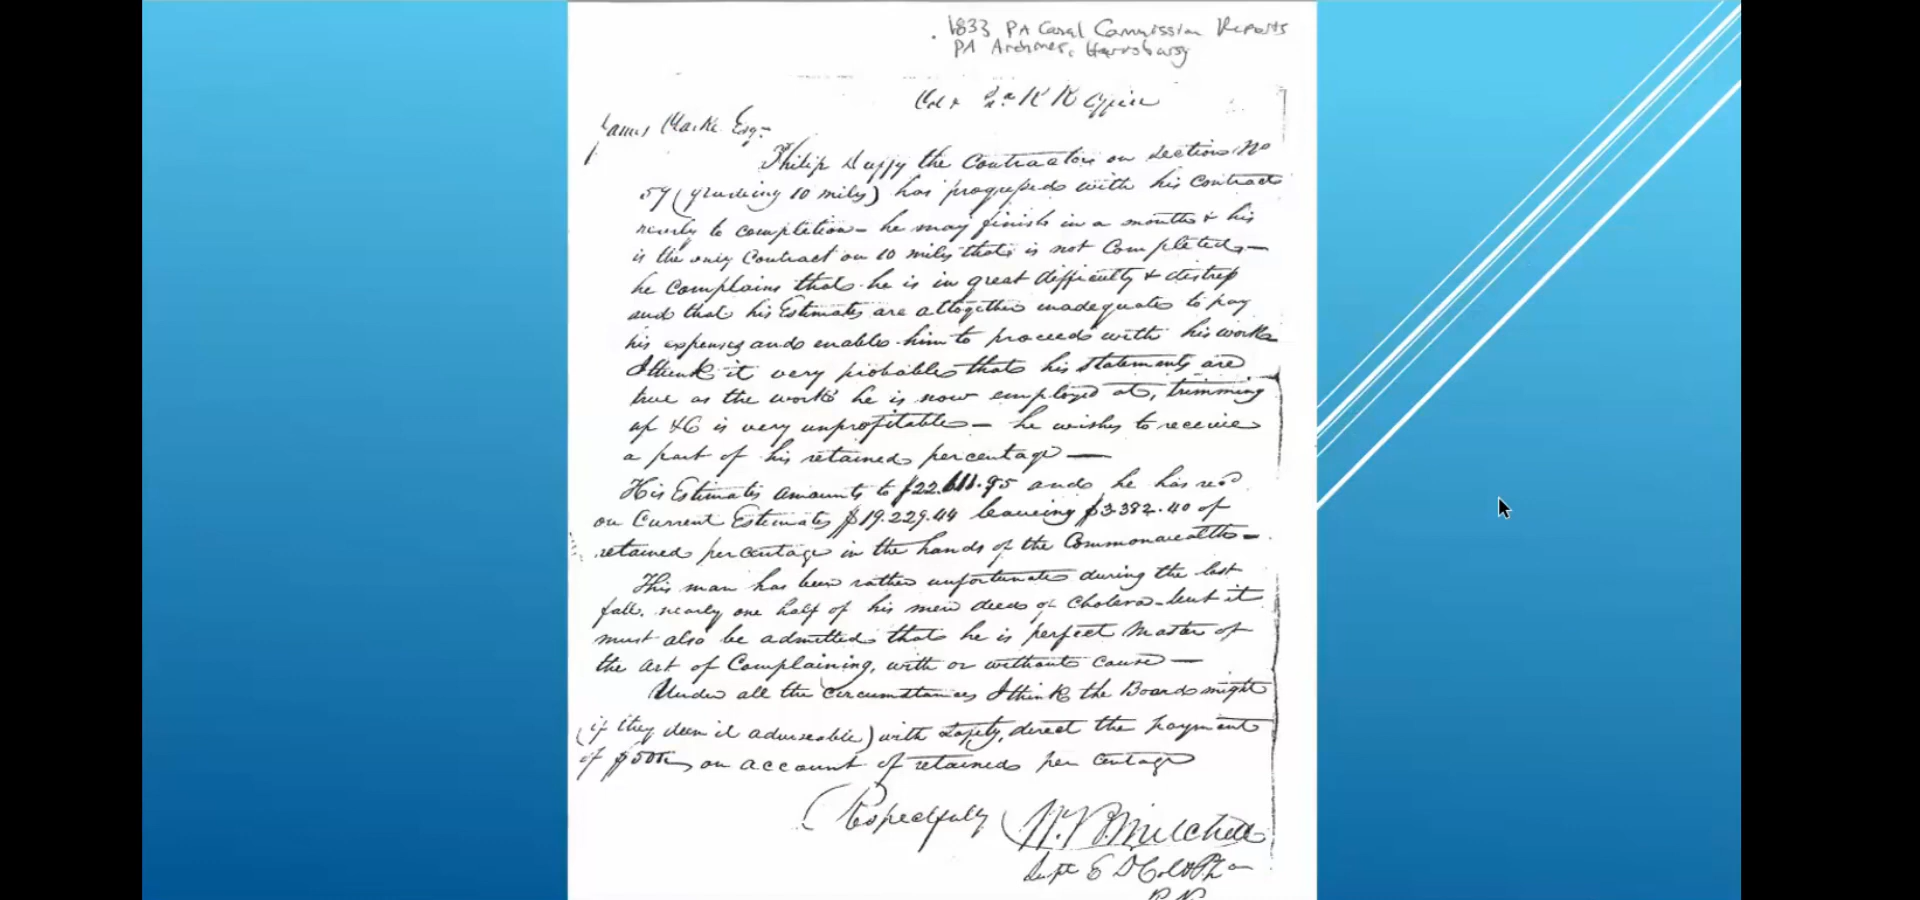 1833 PA Canal Commission Reports
PA Archives, Harrisburg
Col & Pa R R Office
James Clarke Esqr
Philip Duffy the Contractor on Section No
59 (grading 10 miles) has progressed with his Contract
nearly to completion - he may finish in a month & his
is the only Contract on 10 miles that is not Completed, -
he complains that he is in great difficulty & distress
and that his Estimates are altogether inadequate to pay
his expenses and enable him to proceed with his work
I think it very probable that his statements are
true as the work he is now employed at, trimming
up &C is very unprofitable - he wishes to receive
a part of his retained percentage —
His Estimates amounts to $22.611.95 and he has recd
on Current Estimates $19.229.44 leaving $3.382.40 of
retained percentage in the hands of the Commonwealth -
This man has been rather unfortunate during the last
fall. nearly one half of his men died of Cholera - but it
must also be admitted that he is perfect Master of
the art of Complaining, with or without cause —
Under all the circumstances I think the Board might
(if they deem it adviseable) with safety, direct the payment
of on account of retained per centage
Respectfully Mitchell
Supt E D Col & Ph